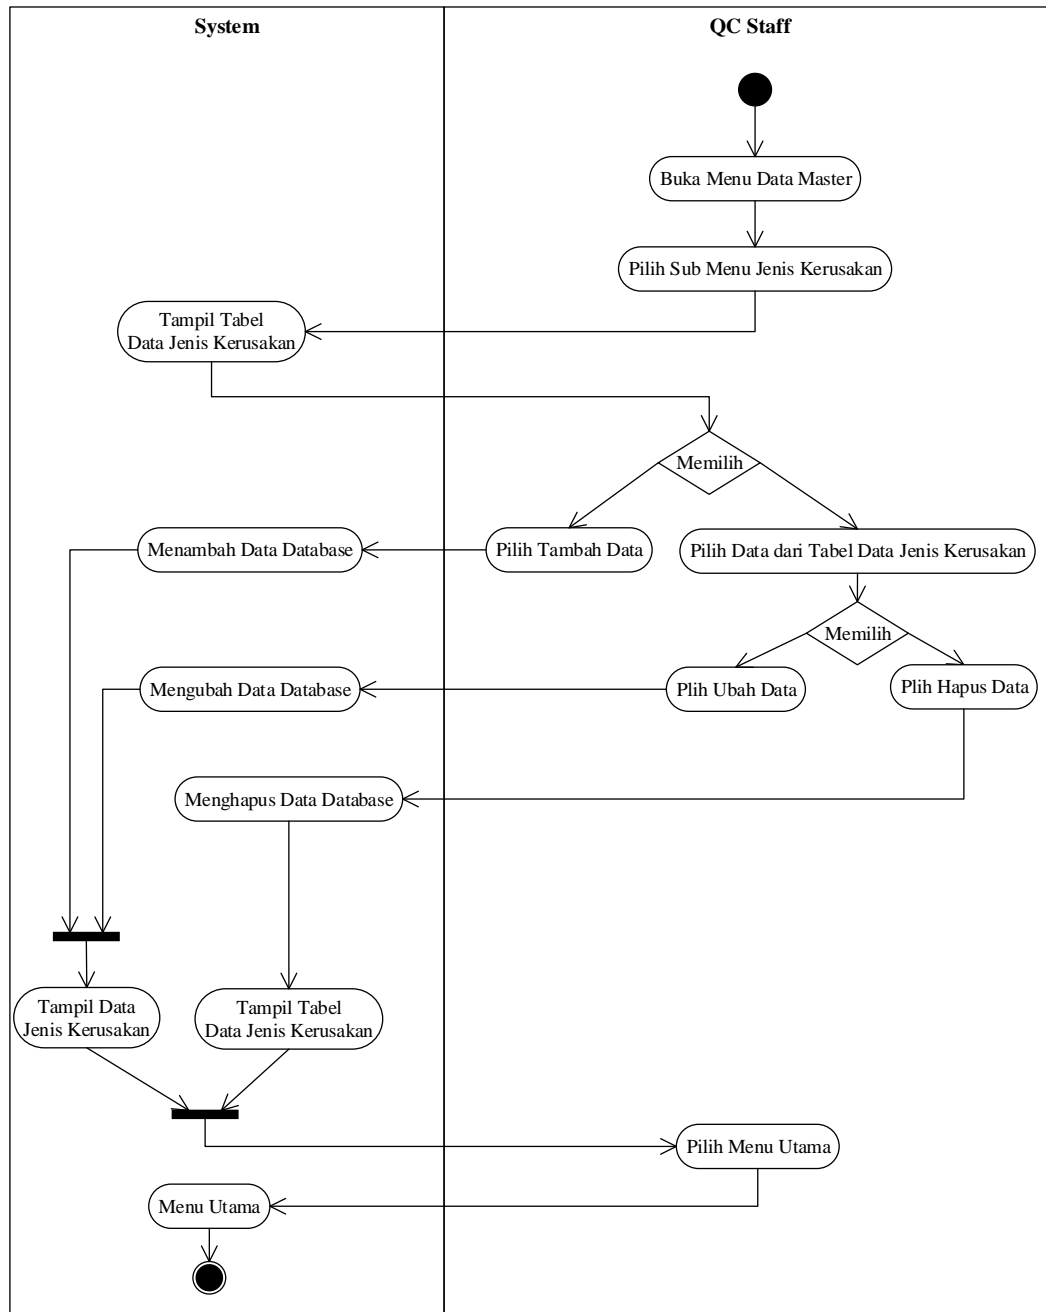 System
QC Staff
Buka Menu Data Master
Pilih Sub Menu Jenis Kerusakan
Tampil Tabel
Data Jenis Kerusakan
Memilih
Menambah Data Database
Pilih Tambah Data
Pilih Data dari Tabel Data Jenis Kerusakan
Memilih
Mengubah Data Database
Plih Ubah Data
Plih Hapus Data
Menghapus Data Database
Tampil Data
Jenis Kerusakan
Tampil Tabel
Data Jenis Kerusakan
Pilih Menu Utama
Menu Utama